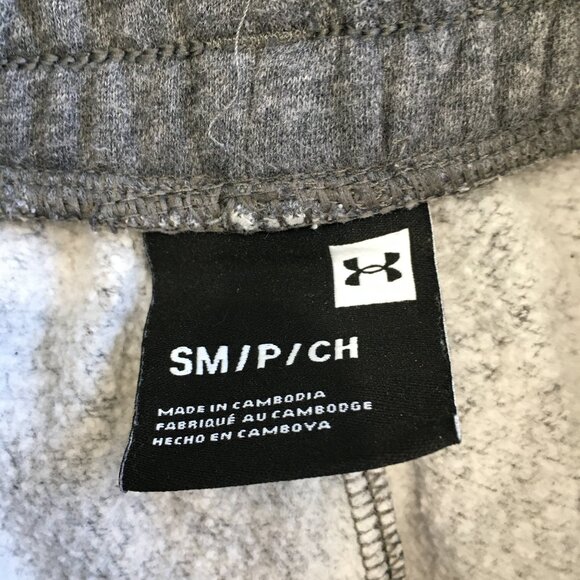 SM/P/CH
MADE IN CAMBODIA
FABRIQUÉ AU CAMBODGE
HECHO EN CAMBOYA